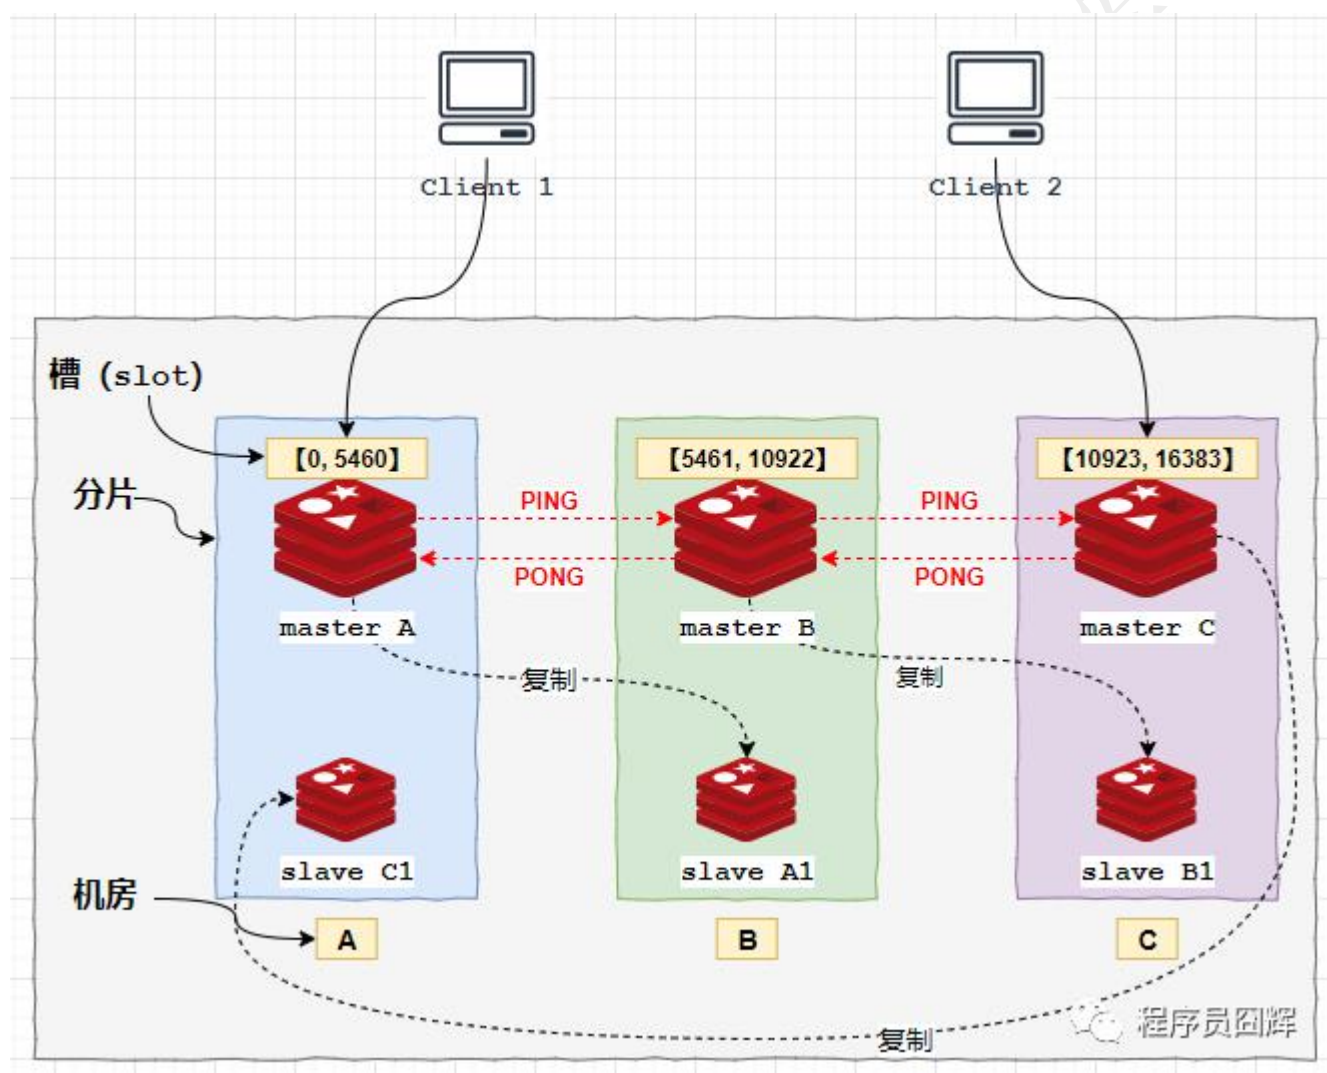 Client 1
Client 2
槽（slot）
【0, 5460】
【5461, 10922】
【10923, 16383】
分片
PING
PING
PONG
PONG
master A
master B
master C
复制
复制
slave C1
slave A1
slave B1
机房
A
B
C
复制
程序员囧辉